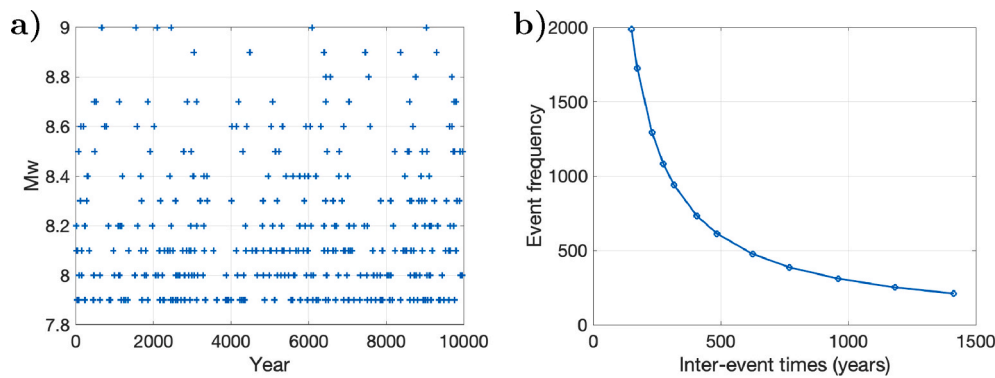 a)
9
8.8
8.6
8.4
8.2
8
7.8
Mw
0 2000 4000 6000 8000 10000
Year
b)
2000
1500
1000
500
0
Event frequency
0 500 1000 1500
Inter-event times (years)